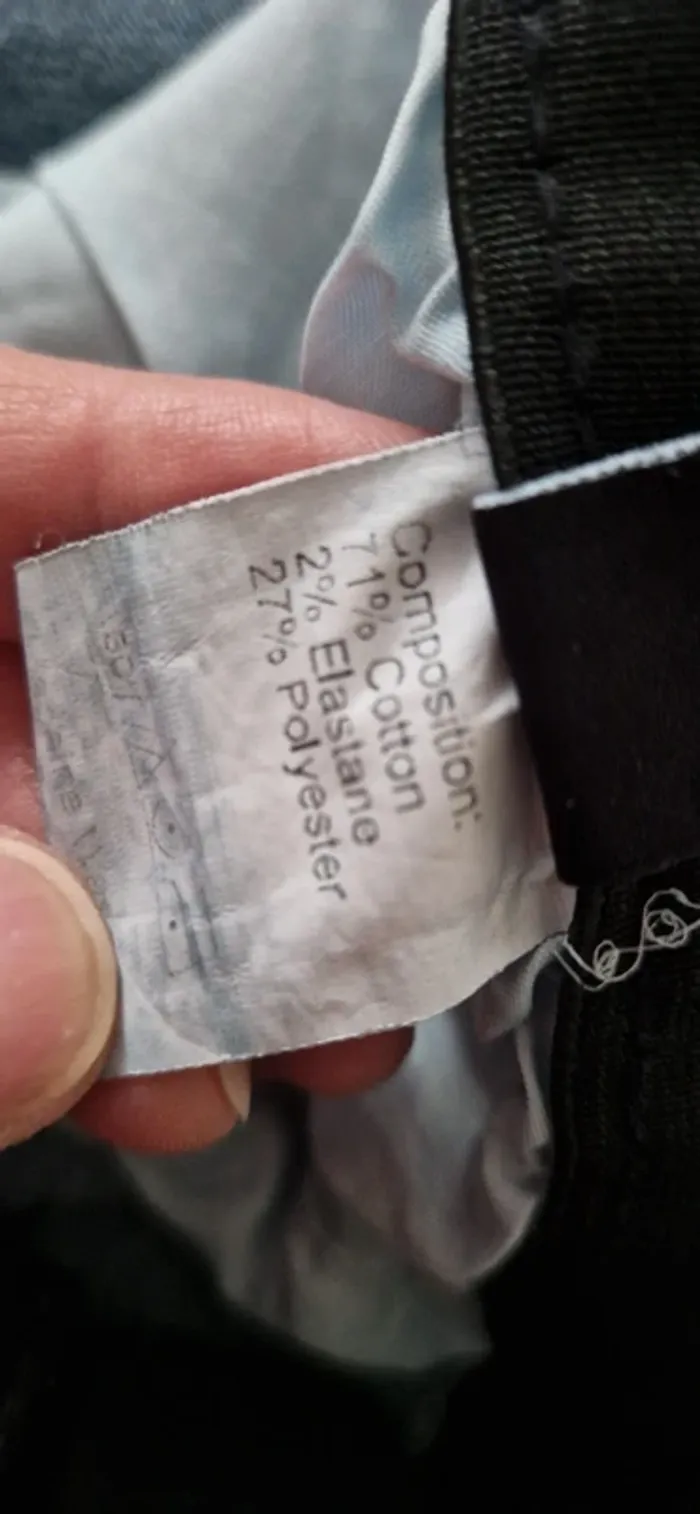 Composition:
71% Cotton
2% Elastane
27% Polyester